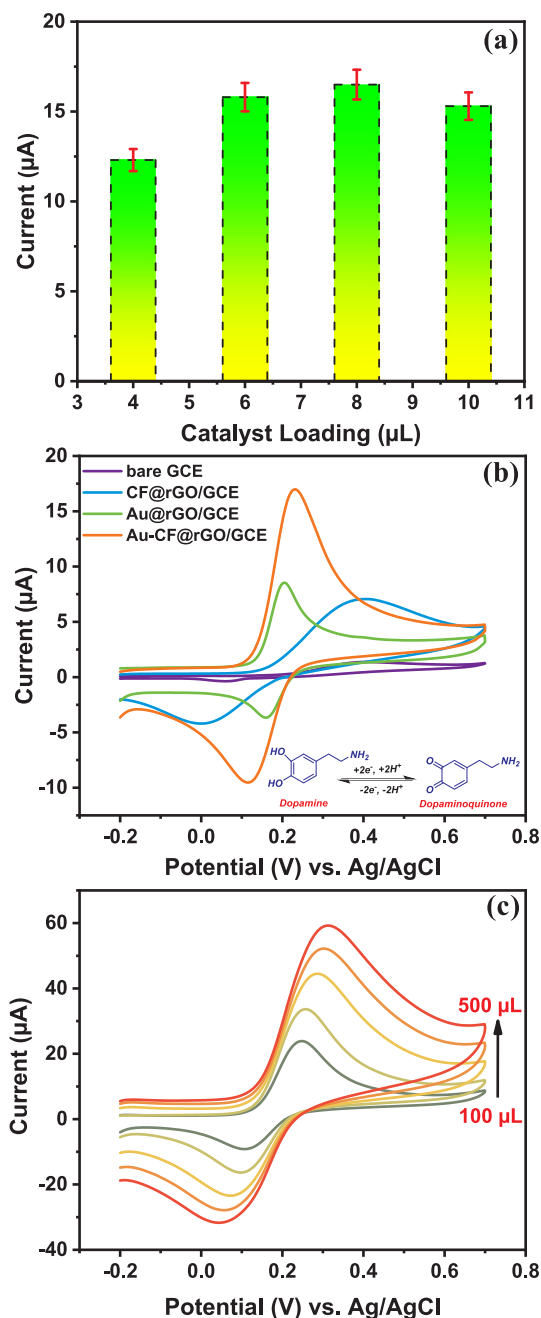 (a)
Current (µA)
20
15
10
5
0
3 4 5 6 7 8 9 10 11
Catalyst Loading (µL)
(b)
bare GCE
CF@rGO/GCE
Au@rGO/GCE
Au-CF@rGO/GCE
Current (µA)
20
15
10
5
0
-5
-10
HO
HO
NH₂
Dopamine
+2e⁻, +2H⁺
-2e⁻, -2H⁺
O
O
NH₂
Dopaminoquinone
-0.2 0.0 0.2 0.4 0.6 0.8
Potential (V) vs. Ag/AgCl
(c)
Current (µA)
60
40
20
0
-20
-40
500 µL
100 µL
-0.2 0.0 0.2 0.4 0.6 0.8
Potential (V) vs. Ag/AgCl